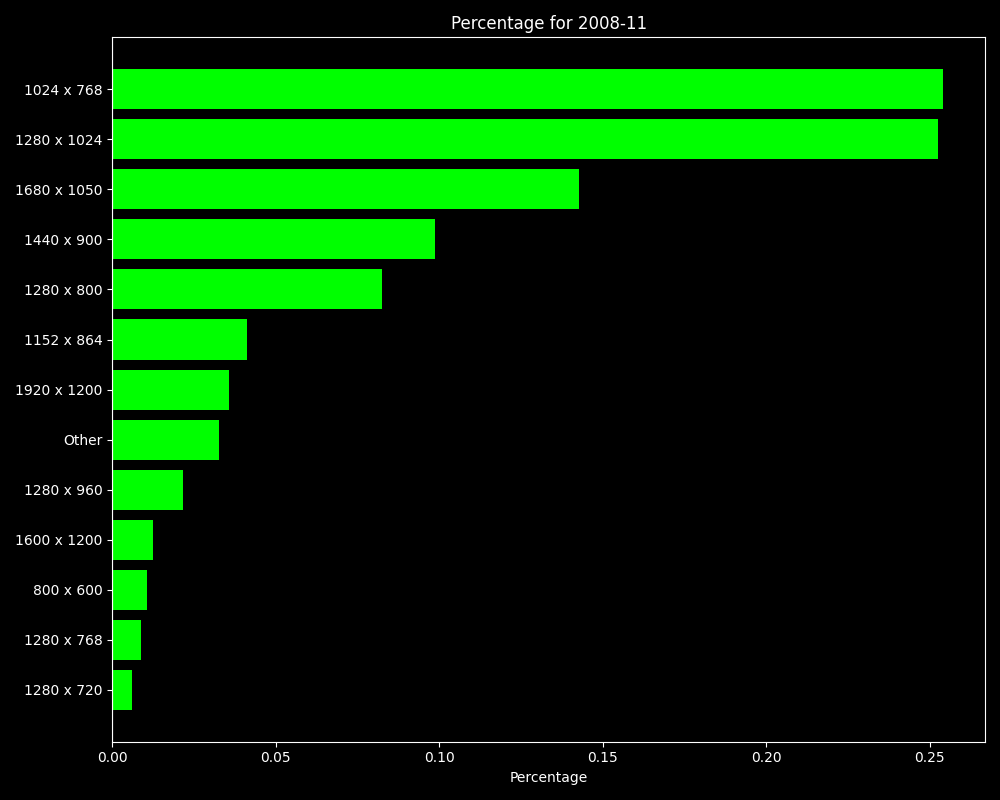 Percentage for 2008-11
1024 x 768
1280 x 1024
1680 x 1050
1440 x 900
1280 x 800
1152 x 864
1920 x 1200
Other
1280 x 960
1600 x 1200
800 x 600
1280 x 768
1280 x 720
0.00 0.05 0.10 0.15 0.20 0.25
Percentage